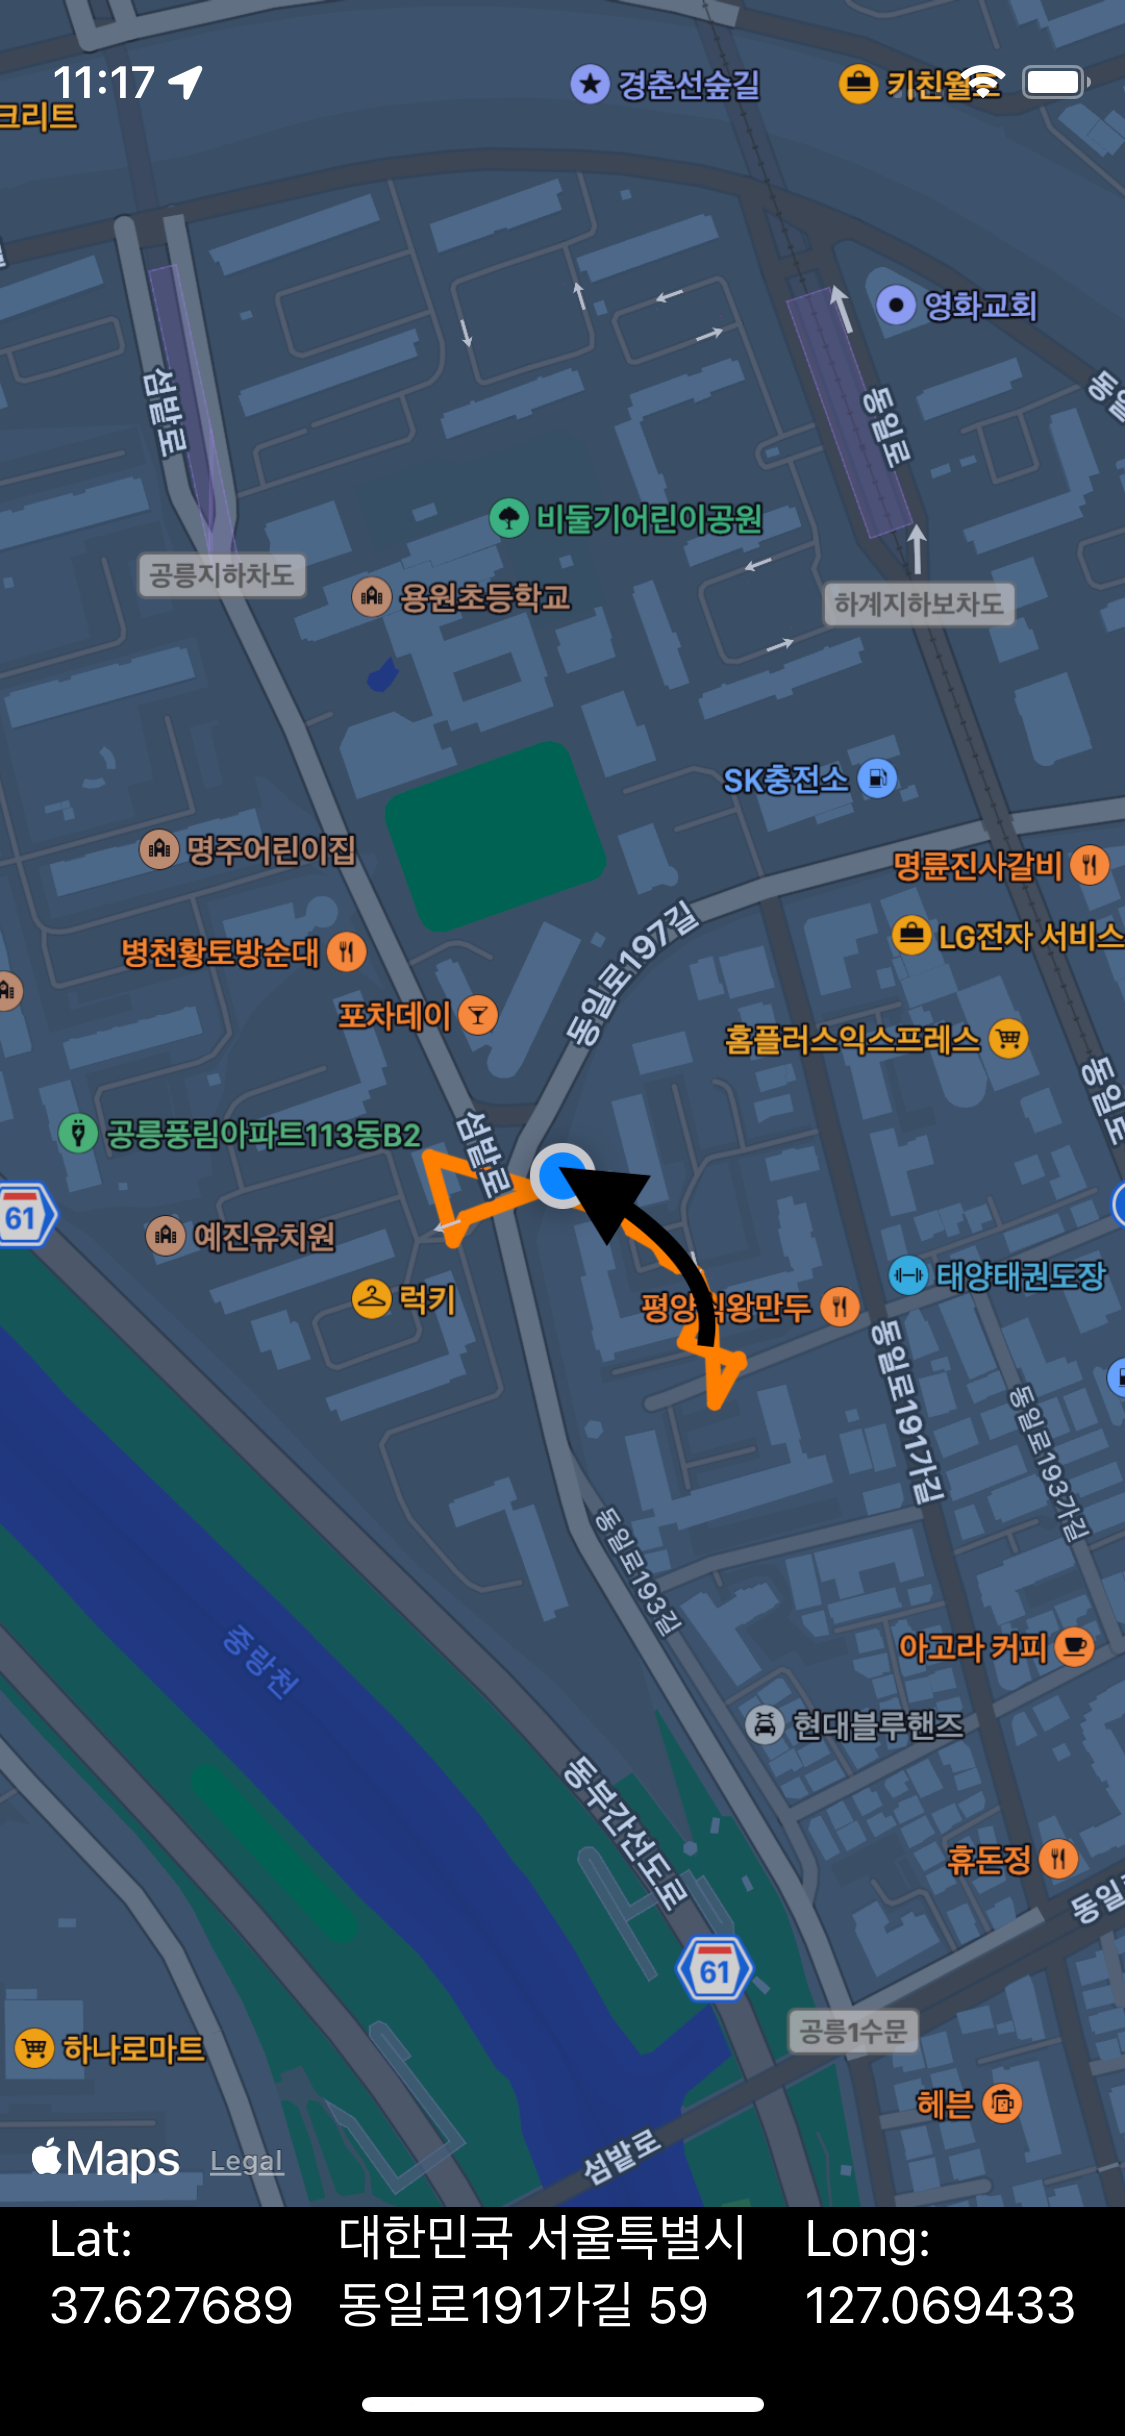 11:17
경춘선숲길
크리트
영화교회
섬밭로
동일로
비둘기어린이공원
공릉지하차도
용원초등학교
하계지하보차도
SK충전소
명주어린이집
명륜진사갈비
병천황토방순대
LG전자 서비스
포차데이
동일로197길
홈플러스익스프레스
동일로
공릉풍림아파트113동B2
섬밭로
61
예진유치원
태양태권도장
럭키
동일로191가길
동일로193가길
동일로193길
중랑천
아고라 커피
현대블루핸즈
동부간선도로
휴돈정
61
공릉1수문
하나로마트
헤븐
섬밭로
Maps
Legal
Lat:
37.627689
대한민국 서울특별시
동일로191가길 59
Long:
127.069433